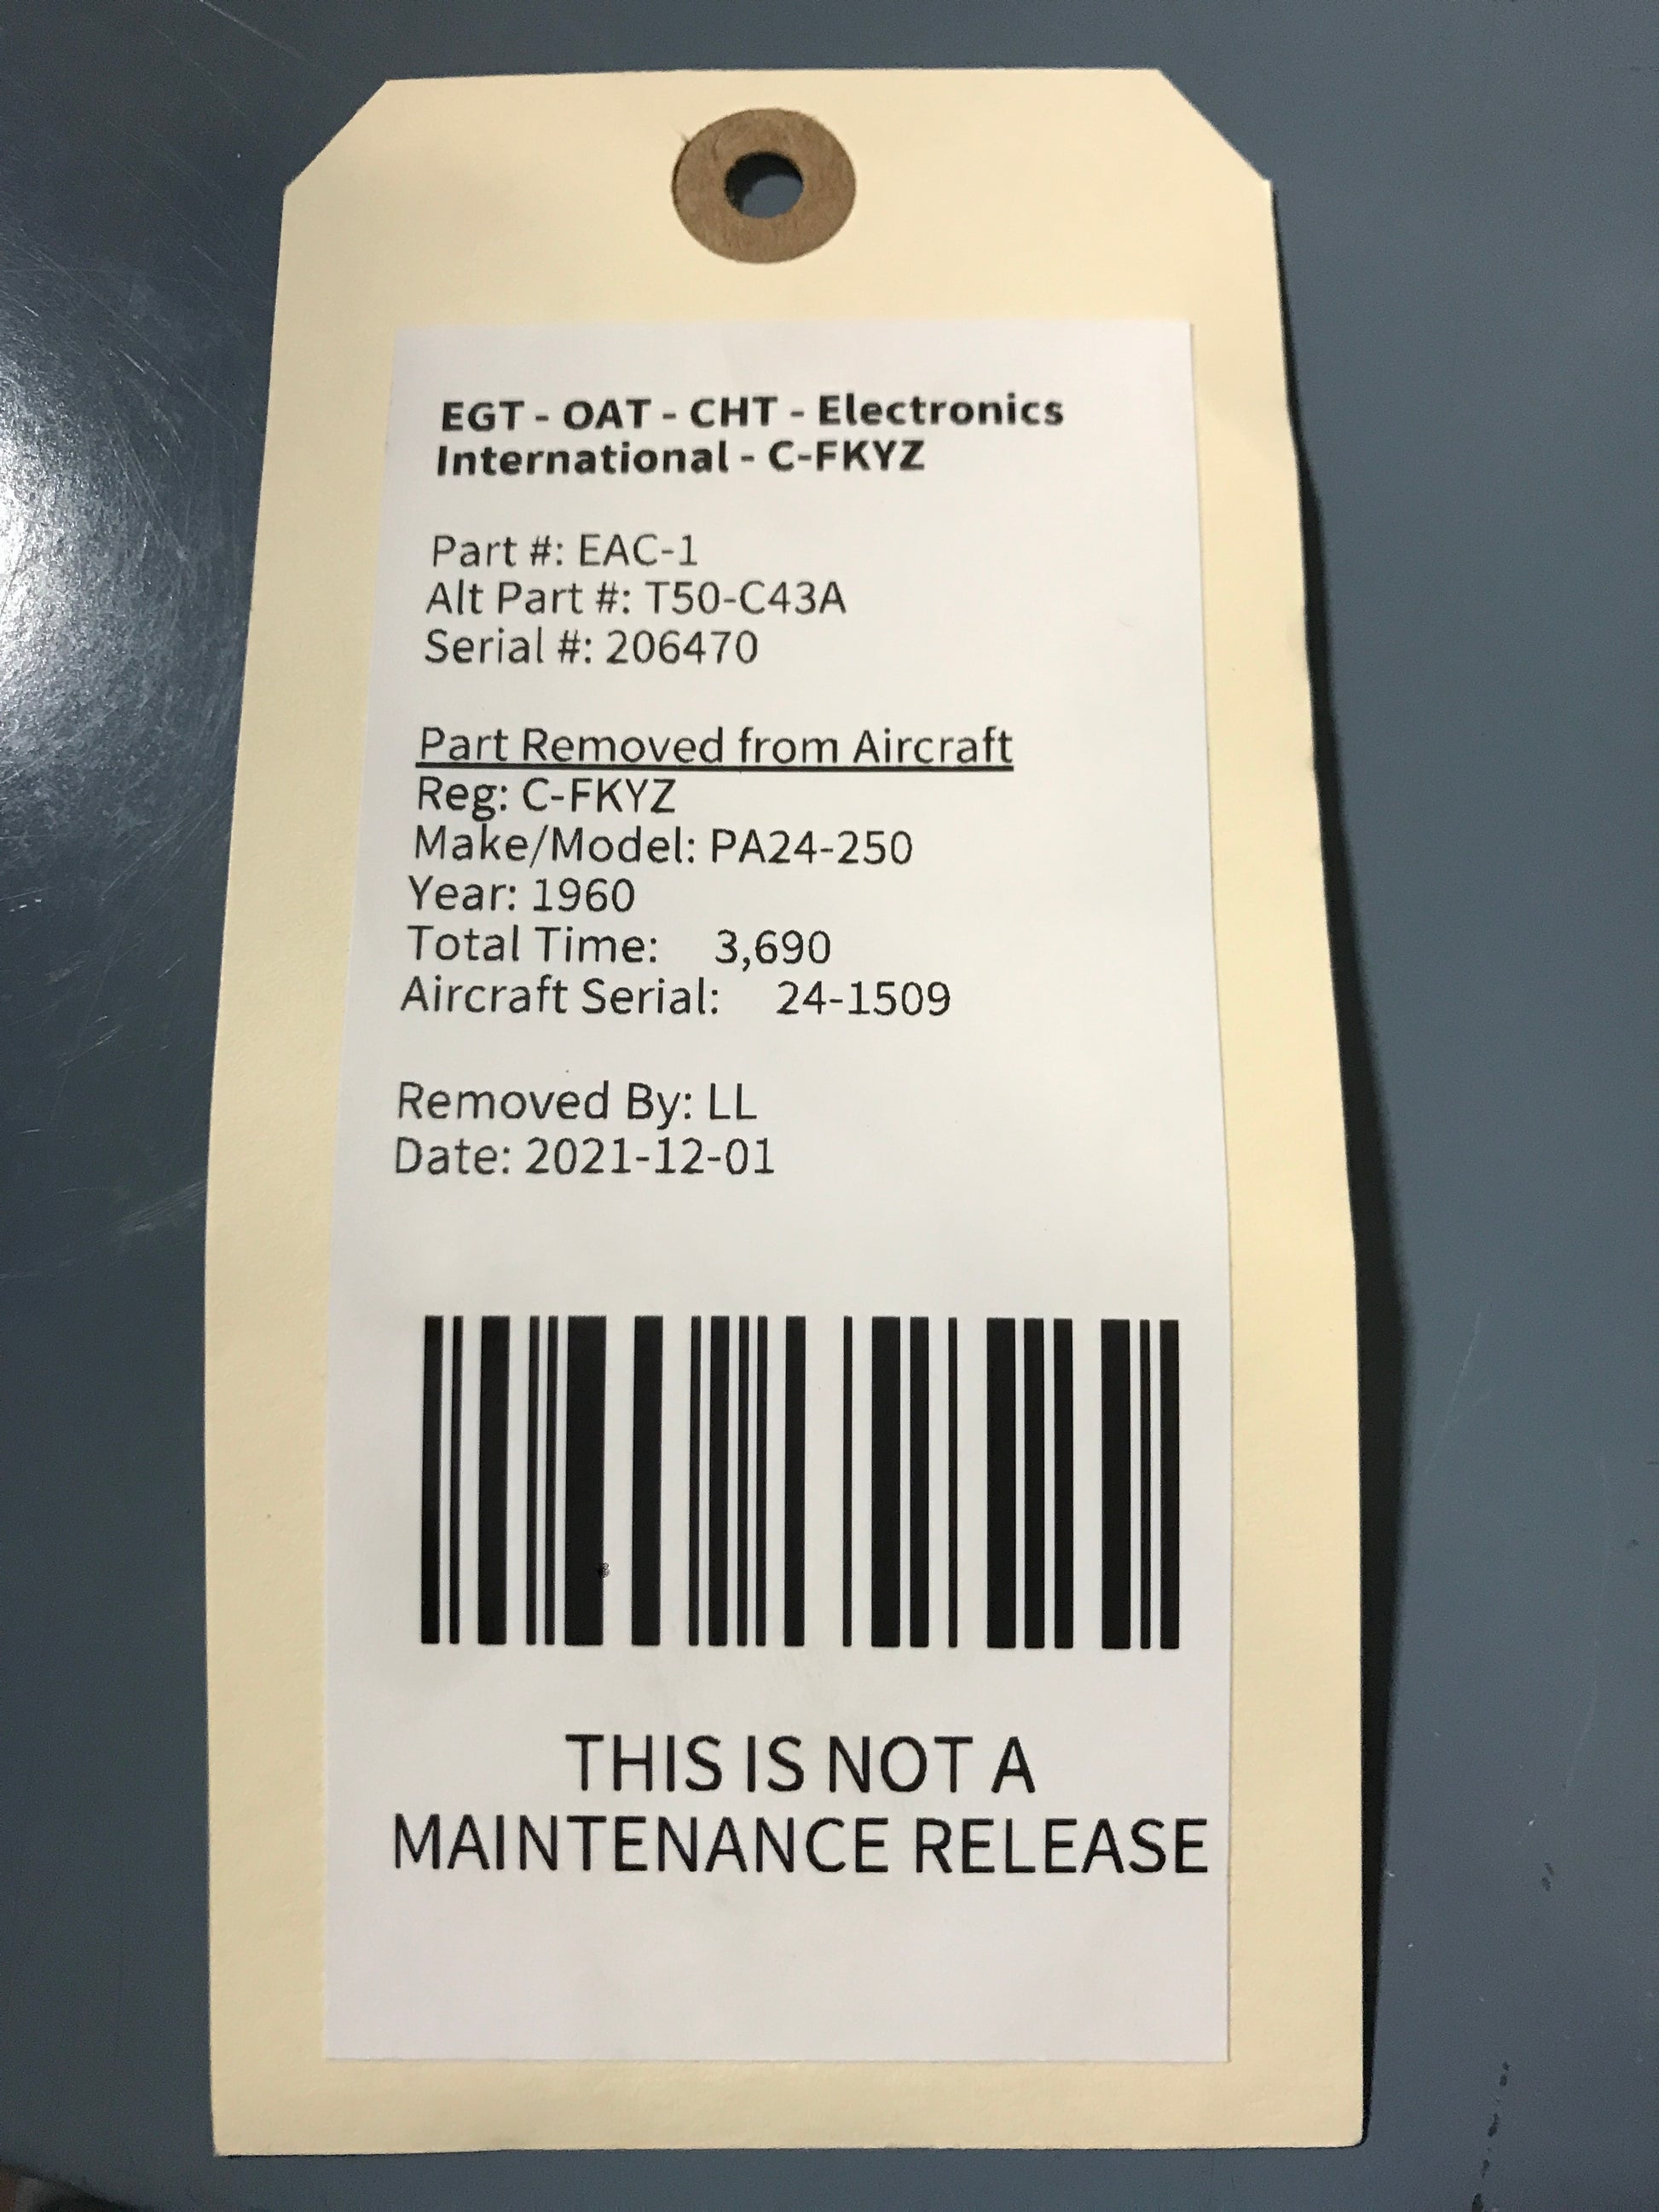 EGT - OAT - CHT - Electronics
International - C-FKYZ
Part #: EAC-1
Alt Part #: T50-C43A
Serial #: 206470
Part Removed from Aircraft
Reg: C-FKYZ
Make/Model: PA24-250
Year: 1960
Total Time: 3,690
Aircraft Serial: 24-1509
Removed By: LL
Date: 2021-12-01
THIS IS NOT A
MAINTENANCE RELEASE